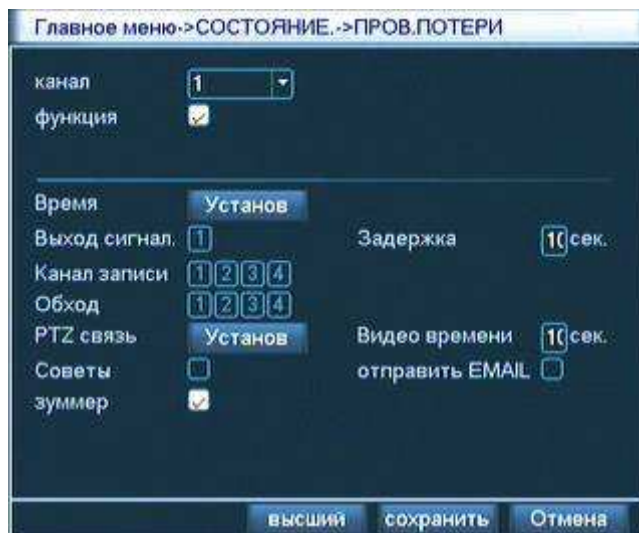 Главное меню->СОСТОЯНИЕ.->ПРОВ.ПОТЕРИ
канал 1
функция
Время Установ
Выход сигнал. 1 Задержка 10 сек.
Канал записи 1 2 3 4
Обход 1 2 3 4
PTZ связь Установ Видео времени 10 сек.
Советы отправить EMAIL
зуммер
высший сохранить Отмена